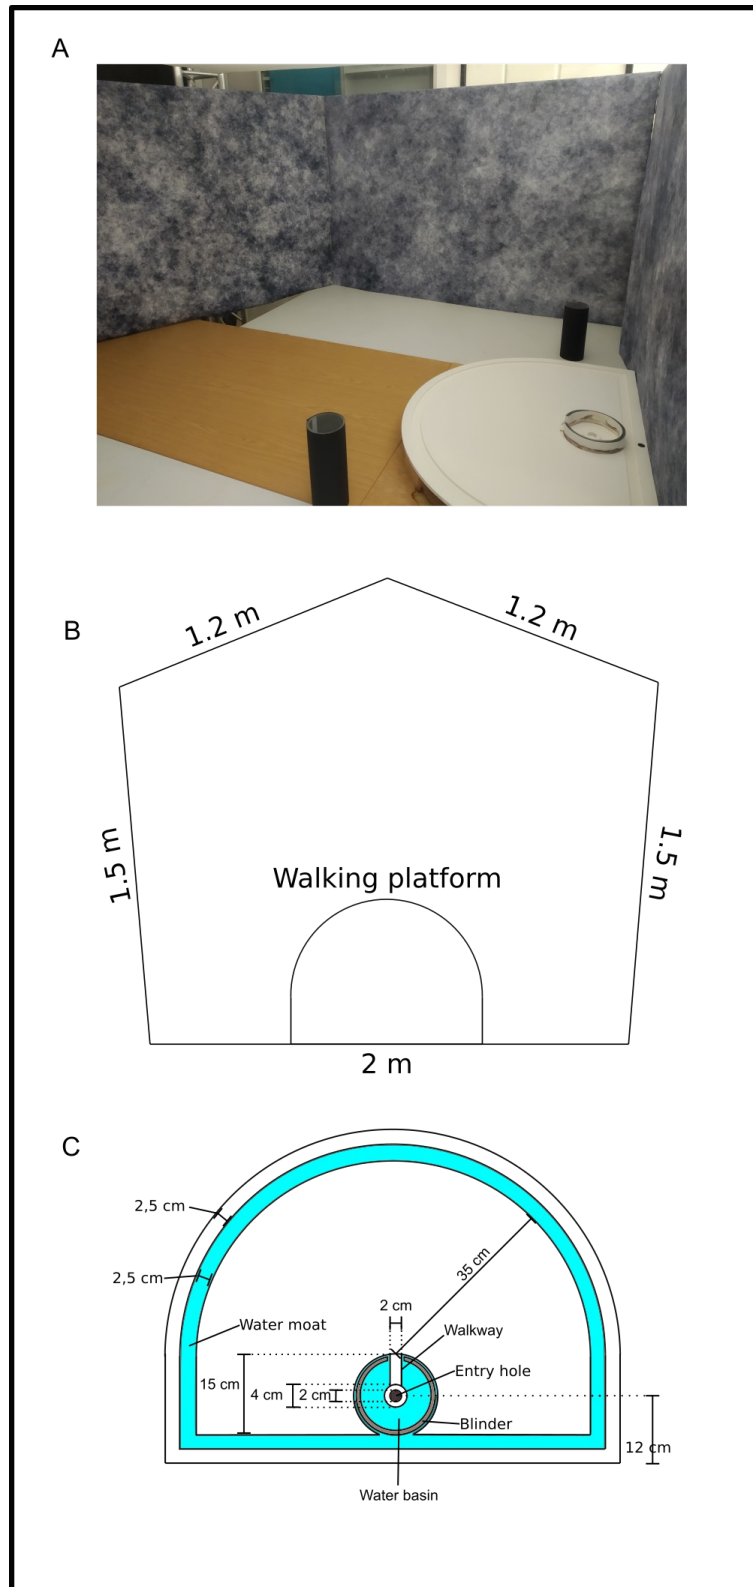 A
B
1.2 m
1.2 m
1.5 m
1.5 m
Walking platform
2 m
C
2,5 cm
2,5 cm
35 cm
2 cm
Water moat
Walkway
15 cm
4 cm
2 cm
Entry hole
Blinder
12 cm
Water basin